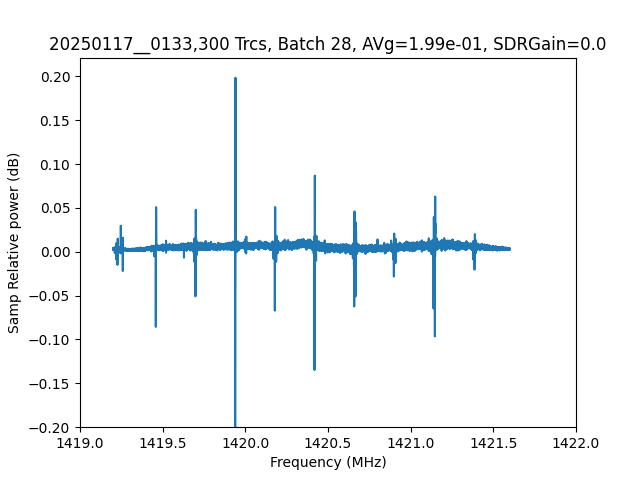 20250117__0133,300 Trcs, Batch 28, AVg=1.99e-01, SDRGain=0.0
0.20
0.15
0.10
0.05
0.00
−0.05
−0.10
−0.15
−0.20
Samp Relative power (dB)
1419.0 1419.5 1420.0 1420.5 1421.0 1421.5 1422.0
Frequency (MHz)